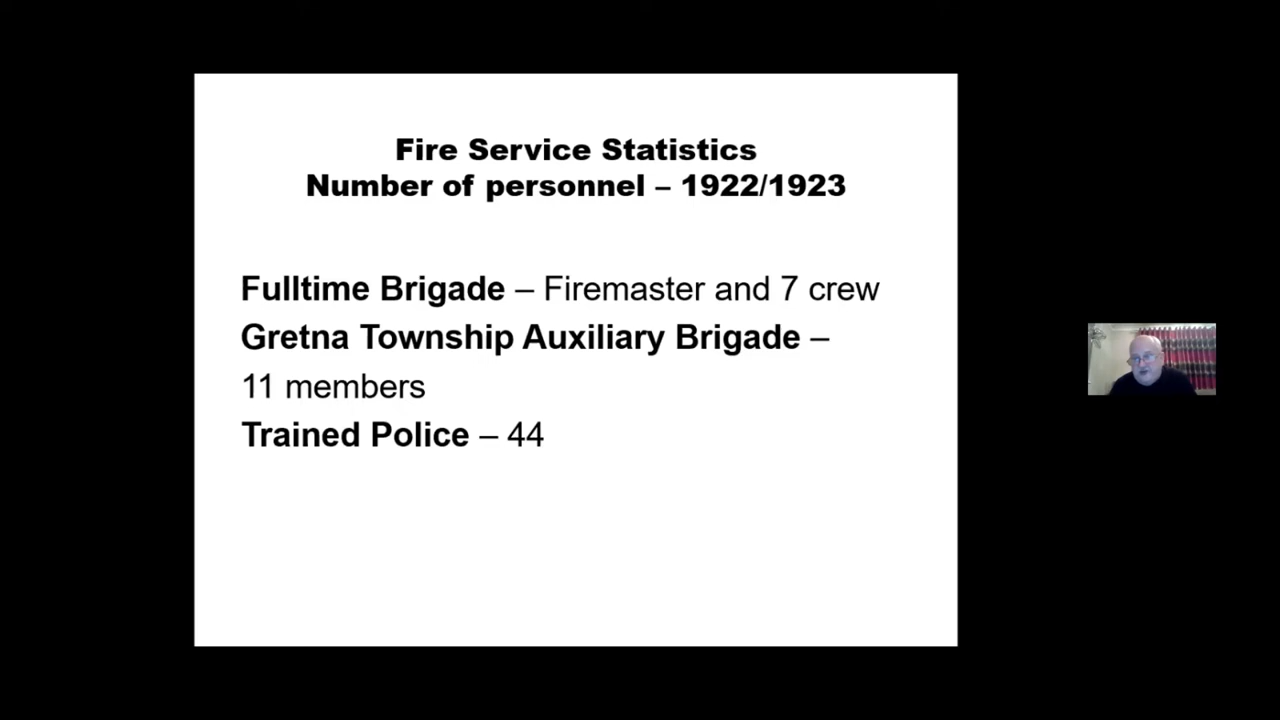 Fire Service Statistics
Number of personnel – 1922/1923
Fulltime Brigade – Firemaster and 7 crew
Gretna Township Auxiliary Brigade –
11 members
Trained Police – 44